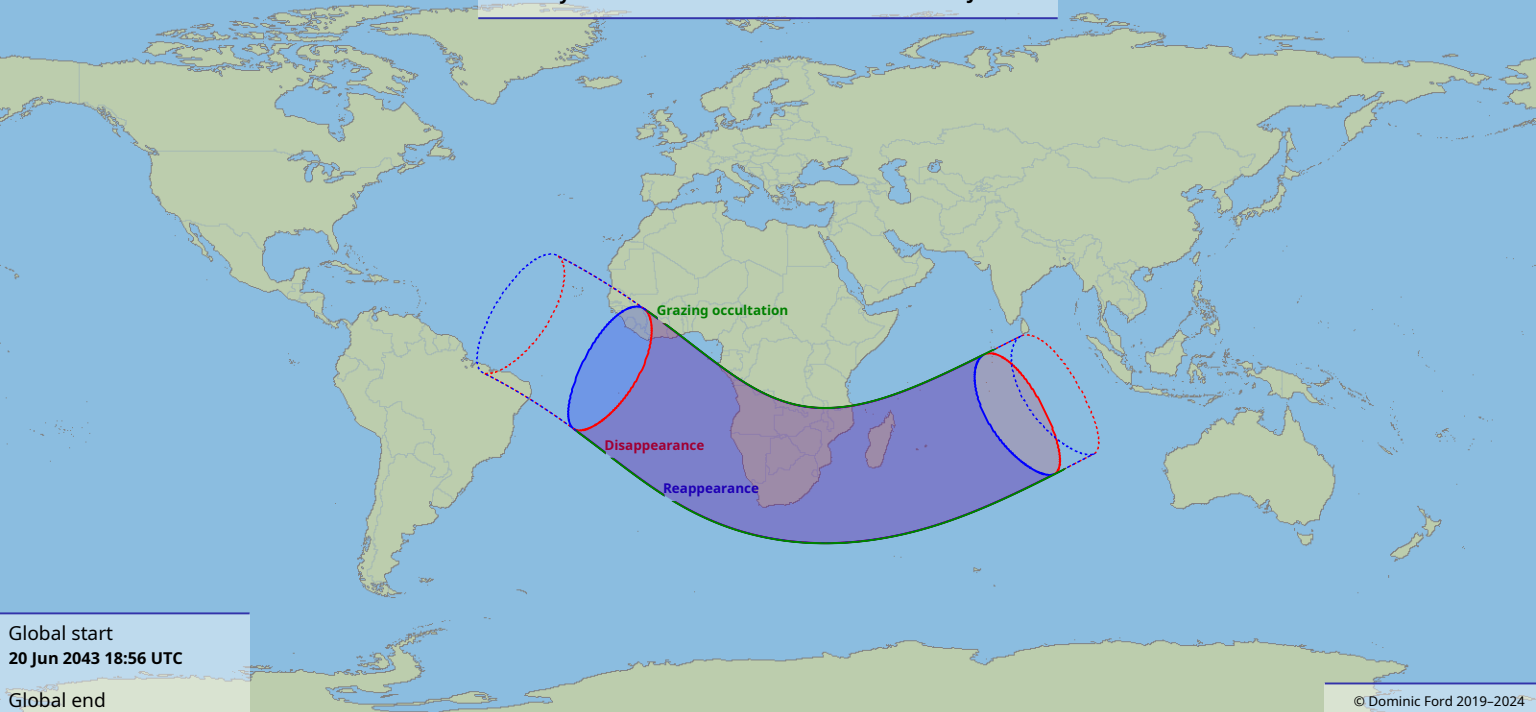 Grazing occultation
Disappearance
Reappearance
Global start
20 Jun 2043 18:56 UTC
Global end
© Dominic Ford 2019–2024